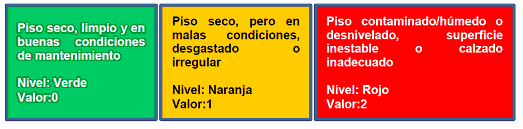 Piso seco, limpio y en
buenas condiciones
de mantenimiento
Nivel: Verde
Valor:0
Piso seco, pero en
malas condiciones,
desgastado o
irregular
Nivel: Naranja
Valor:1
Piso contaminado/húmedo o
desnivelado, superficie
inestable o calzado
inadecuado
Nivel: Rojo
Valor:2